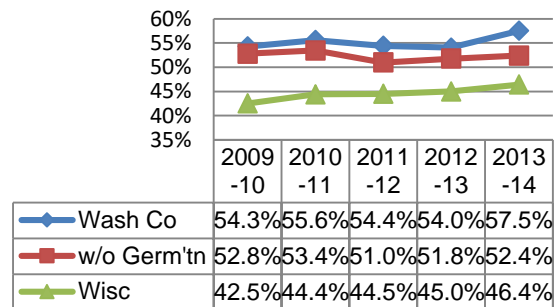 60%
55%
50%
45%
40%
35%
2009 2010 2011 2012 2013
-10 -11 -12 -13 -14
Wash Co 54.3% 55.6% 54.4% 54.0% 57.5%
w/o Germ'tn 52.8% 53.4% 51.0% 51.8% 52.4%
Wisc 42.5% 44.4% 44.5% 45.0% 46.4%